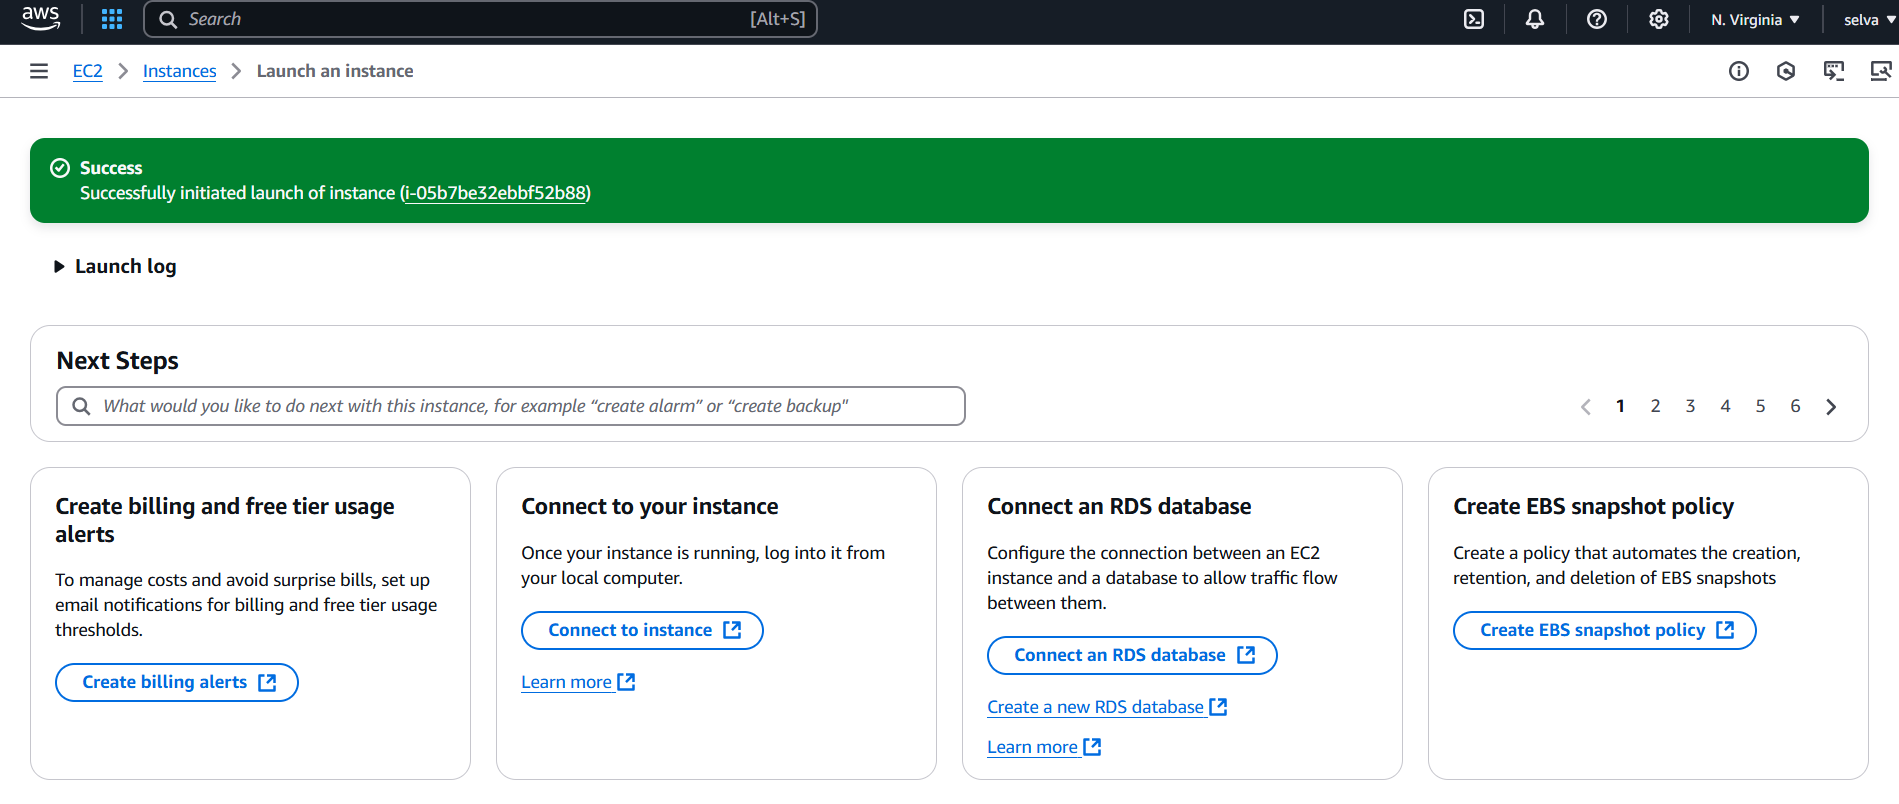 aws
Search
[Alt+S]
N. Virginia
selva
EC2
Instances
Launch an instance
Success
Successfully initiated launch of instance (i-05b7be32ebbf52b88)
Launch log
Next Steps
What would you like to do next with this instance, for example “create alarm” or “create backup"
1 2 3 4 5 6
Create billing and free tier usage
alerts
To manage costs and avoid surprise bills, set up
email notifications for billing and free tier usage
thresholds.
Create billing alerts
Connect to your instance
Once your instance is running, log into it from
your local computer.
Connect to instance
Learn more
Connect an RDS database
Configure the connection between an EC2
instance and a database to allow traffic flow
between them.
Connect an RDS database
Create a new RDS database
Learn more
Create EBS snapshot policy
Create a policy that automates the creation,
retention, and deletion of EBS snapshots
Create EBS snapshot policy